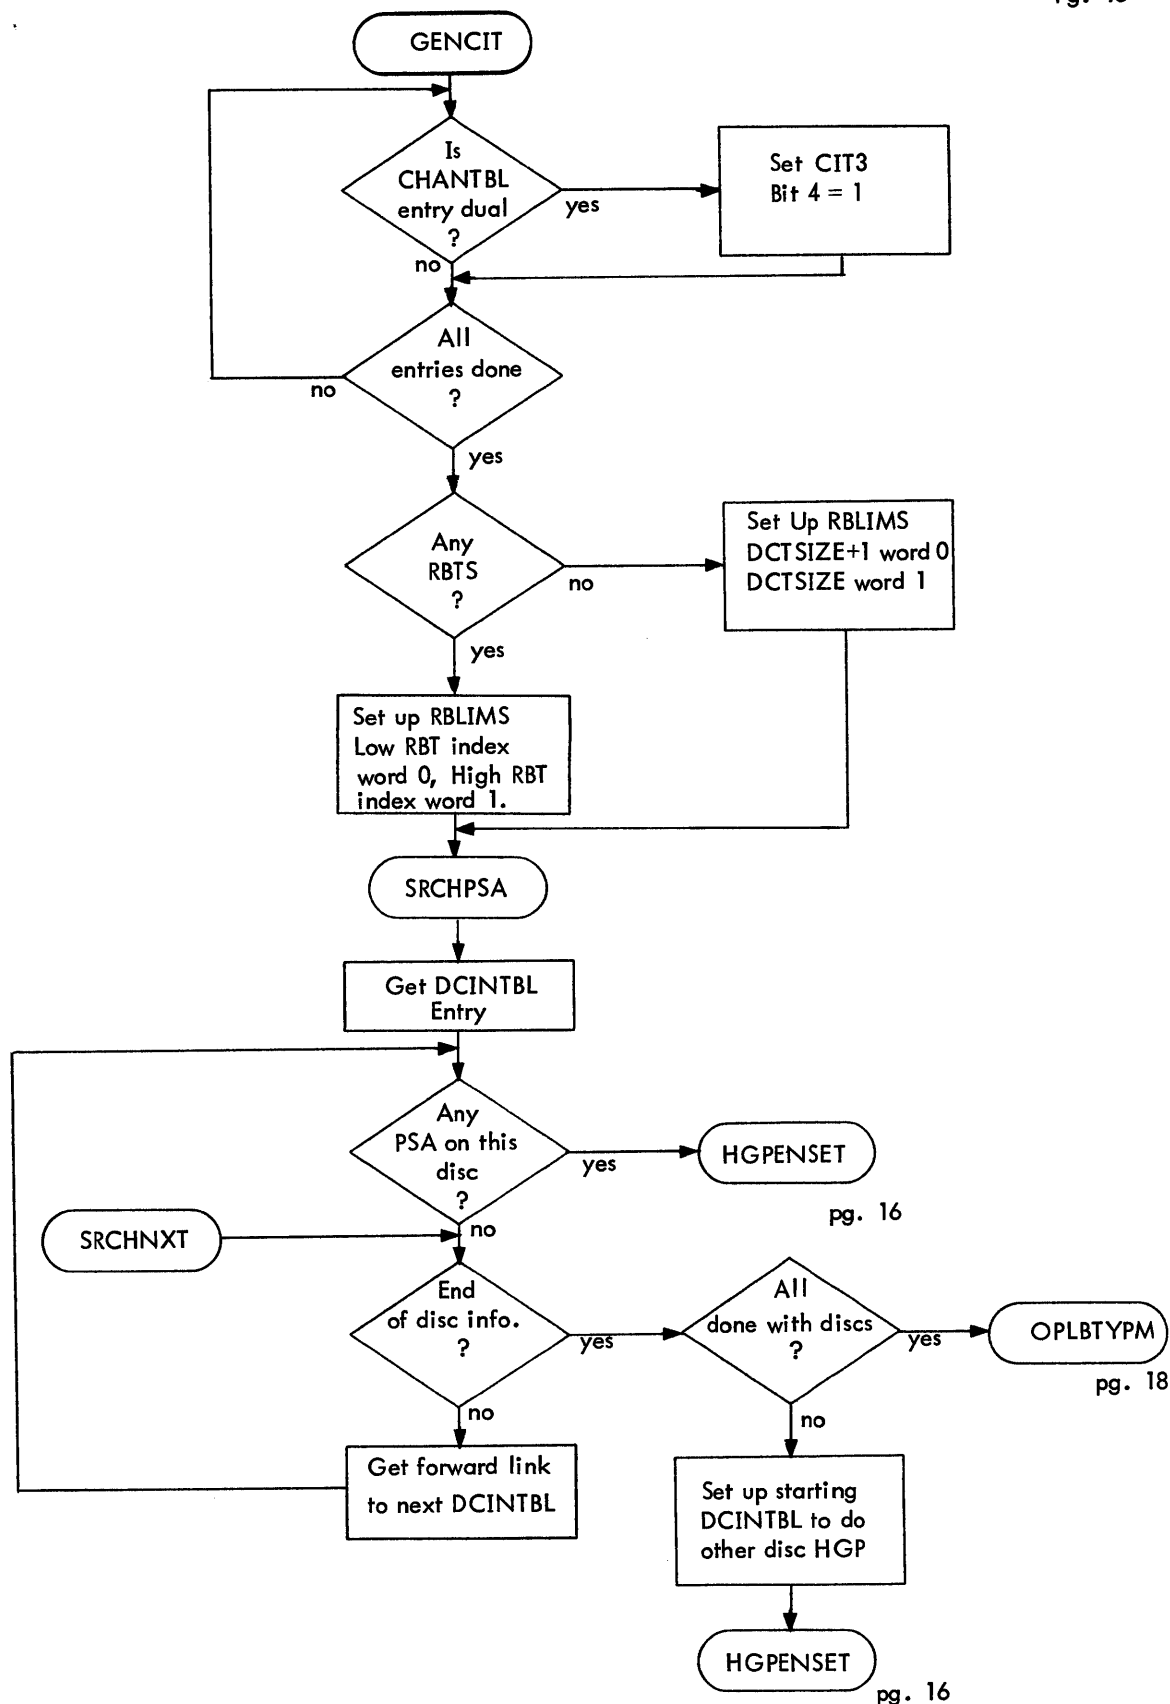 GENCIT
Is
CHANTBL
entry dual
?
yes
Set CIT3
Bit 4 = 1
no
All
entries done
?
no
yes
Any
RBTS
?
no
Set Up RBLIMS
DCTSIZE+1 word 0
DCTSIZE word 1
yes
Set up RBLIMS
Low RBT index
word 0, High RBT
index word 1.
SRCHPSA
Get DCINTBL
Entry
Any
PSA on this
disc
?
yes
HGPENSET
pg. 16
no
SRCHNXT
End
of disc info.
?
yes
All
done with discs
?
yes
OPLBTYPM
pg. 18
no
Get forward link
to next DCINTBL
no
Set up starting
DCINTBL to do
other disc HGP
HGPENSET
pg. 16